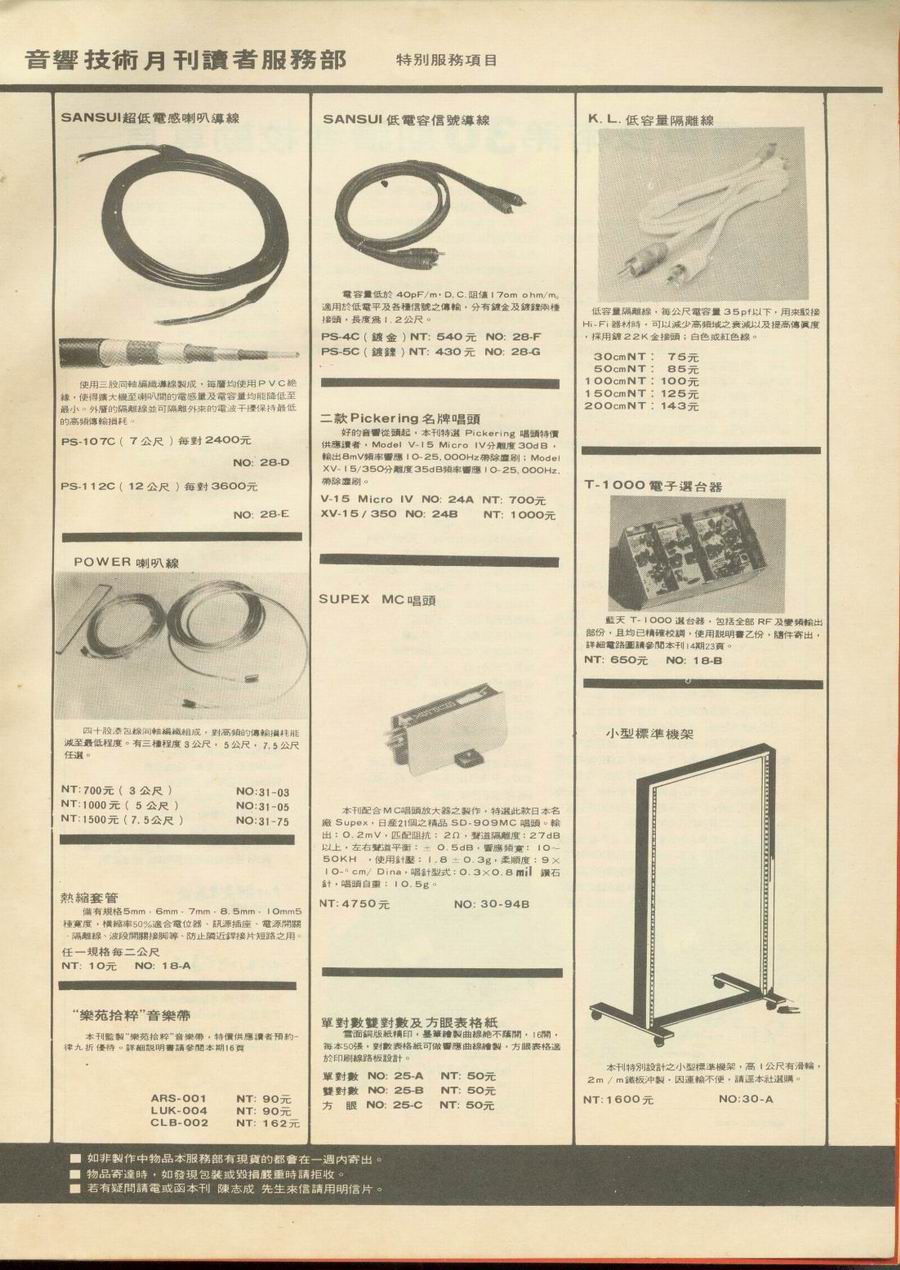 音響技術月刊讀者服務部
特別服務項目
SANSUI超低電感喇叭導線
使用三股同軸編織導線製成,每層均使用PVC絶
緣,使得擴大機至喇叭間的電感量及電容量均能降低至
最小。外層的隔離線並可隔離外來的電波干擾保持最低
的高頻傳輸損耗。
PS-107C(7公尺)每對2400元
NO: 28-D
PS-112C(12公尺)每對3600元
NO: 28-E
POWER 喇叭線
四十股漆包線同軸編織組成,對高頻的傳輸損耗能
減至最低程度。有三種程度3公尺,5公尺,7.5公尺
任選。
NT:700元(3公尺) NO:31-03
NT:1000元(5公尺) NO:31-05
NT:1500元(7.5公尺) NO:31-75
熱縮套管
備有規格5mm﹑6mm﹑7mm﹑8.5mm﹑10mm5
種寬度,橫縮率50%適合電位器、訊源插座、電源開關
、隔離線、波段開關接脚等、防止隣近銲接片短路之用。
任一規格每二公尺
NT: 10元 NO: 18-A
“樂苑拾粹”音樂帶
本刊監製“樂苑拾粹”音樂帶,特價供應讀者預約一
律九折優待。詳細説明書請參閱本期16頁
ARS-001 NT: 90元
LUK-004 NT: 90元
CLB-002 NT: 162元
SANSUI 低電容信號導線
電容量低於 40pF/m,D.C.阻值17om ohm/m,
適用於低電平及各種信號之傳輸,分有鍍金及鍍鎳兩種
接頭,長度為1.2公尺。
PS-4C(鍍金)NT: 540元 NO: 28-F
PS-5C(鍍鎳)NT: 430元 NO: 28-G
二款Pickering名牌唱頭
好的音響從頭起,本刊特選 Pickering 唱頭特價
供應讀者,Model V-15 Micro IV分離度30dB,
輸出8mV頻率響應10-25,000Hz帶除塵刷;Model
XV-15/350分離度35dB頻率響應10-25,000Hz.
帶除塵刷。
V-15 Micro IV NO: 24A NT: 700元
XV-15/350 NO: 24B NT: 1000元
SUPEX MC唱頭
本刊配合MC唱頭放大器之製作,特選此款日本名
廠 Supex,日産21個之精品 SD-909MC 唱頭。輸
出:0.2mV,匹配阻抗:2Ω,聲道隔離度:27dB
以上,左右聲道平衡:± 0.5dB,響應頻寬:10~
50KH ,使用針壓:1.8±0.3g,柔順度:9×
10-⁶ cm/ Dina,唱針型式:0.3×0.8 mil 鑽石
針,唱頭自重:10.5g。
NT:4750元 NO: 30-94B
單對數雙對數及方眼表格紙
雪面銅版紙精印,墨筆繪製曲線絶不蔭開,16開,
每本50張,對數表格紙可做響應曲線繪製,方眼表格適
於印刷線路板設計。
單對數 NO: 25-A NT: 50元
雙對數 NO: 25-B NT: 50元
方 眼 NO: 25-C NT: 50元
K. L. 低容量隔離線
低容量隔離線,每公尺電容量35pf以下,用來駁接
Hi-Fi器材時,可以減少高頻域之衰減以及提高傳真度
,採用鍍22K金接頭;白色或紅色線。
30cmNT: 75元
50cmNT: 85元
100cmNT:100元
150cmNT:125元
200cmNT:143元
T-1000電子選台器
藍天 T-1000選台器,包括全部RF及變頻輸出
部份,且均已精確校調,使用説明書乙份,隨件寄出,
詳細電路圖請參閱本刊14期23頁。
NT: 650元 NO: 18-B
小型標準機架
本刊特別設計之小型標準機架,高1公尺有滑輪,
2m/m鐵板冲製,因運輸不便,請逕本社選購。
NT:1600元 NO:30-A
■ 如非製作中物品本服務部有現貨的都會在一週内寄出。
■ 物品寄達時,如發現包裝或毀損嚴重時請拒收。
■ 若有疑問請電或函本刊 陳志成 先生來信請用明信片。